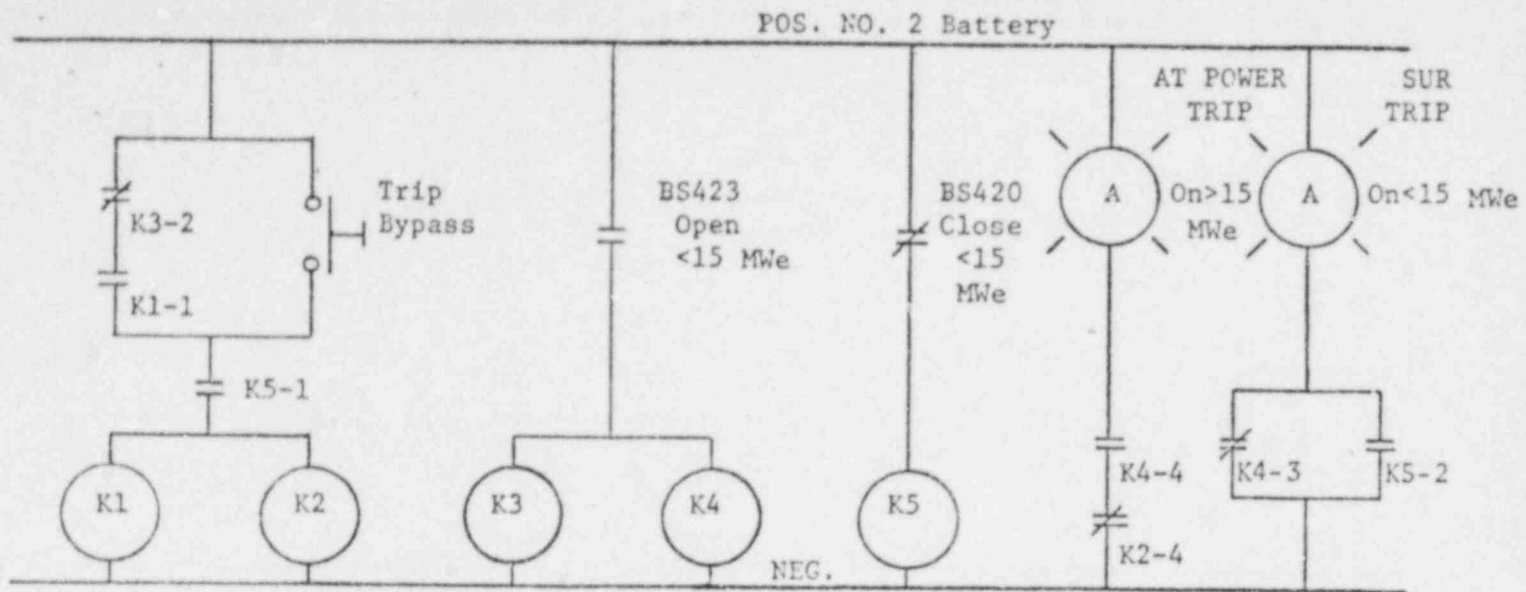 POS. NO. 2 Battery
AT POWER
TRIP
SUR
TRIP
Trip
Bypass
K3-2
K1-1
K5-1
BS423
Open
<15 MWe
BS420
Close
<15
MWe
A
On>15
MWe
A
On<15 MWe
K4-4
K2-4
K4-3
K5-2
K1
K2
K3
K4
K5
NEG.